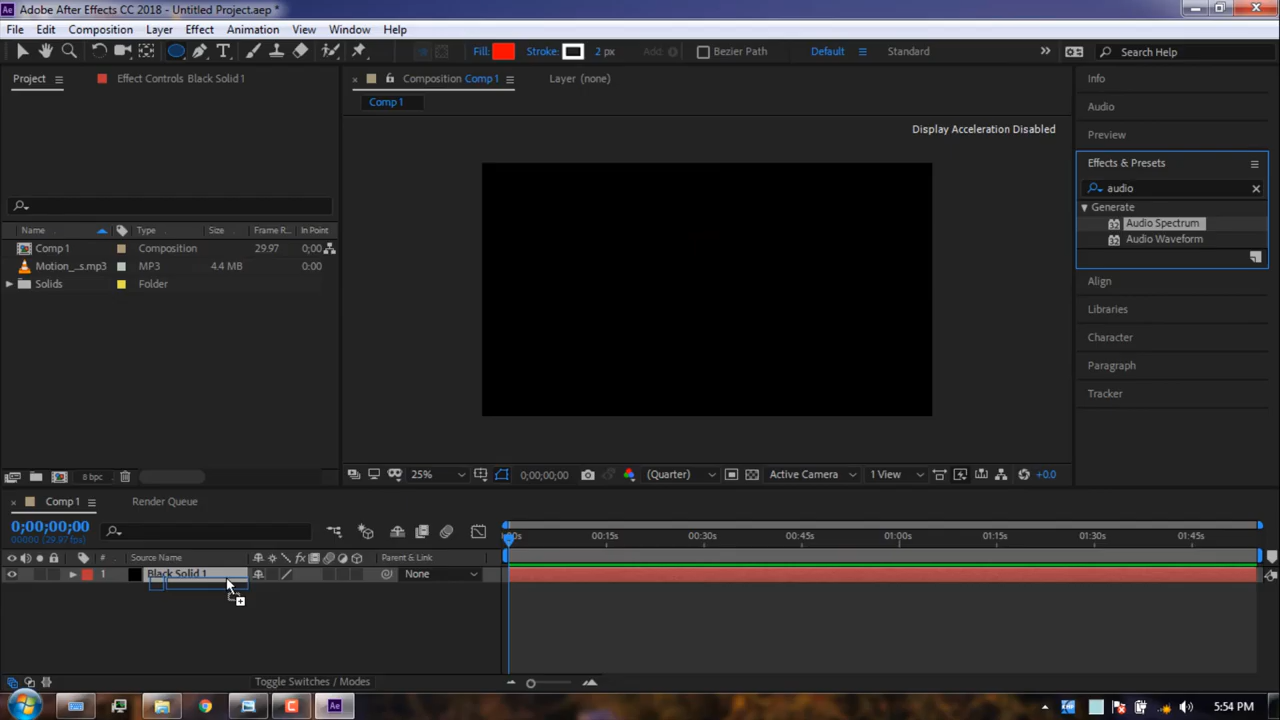 Adobe After Effects CC 2018 - Untitled Project.aep *
File Edit Composition Layer Effect Animation View Window Help
Fill: Stroke: 2 px Add: Bezier Path Default Standard Search Help
Project Effect Controls Black Solid 1 Composition Comp 1 Layer (none) Info
Comp 1 Audio
Display Acceleration Disabled Preview
Effects & Presets
audio
Generate
Audio Spectrum
Audio Waveform
Name Type Size Frame R... In Point
Comp 1 Composition 29.97 0;00
Motion_...s.mp3 MP3 4.4 MB 0:00
Solids Folder
Align
Libraries
Character
Paragraph
Tracker
8 bpc 25% 0;00;00;00 (Quarter) Active Camera 1 View +0.0
Comp 1 Render Queue
0;00;00;00
00000 (29.97 fps)
:00s 00:15s 00:30s 00:45s 01:00s 01:15s 01:30s 01:45s
# Source Name Parent & Link
1 Black Solid 1 None
Toggle Switches / Modes
5:54 PM